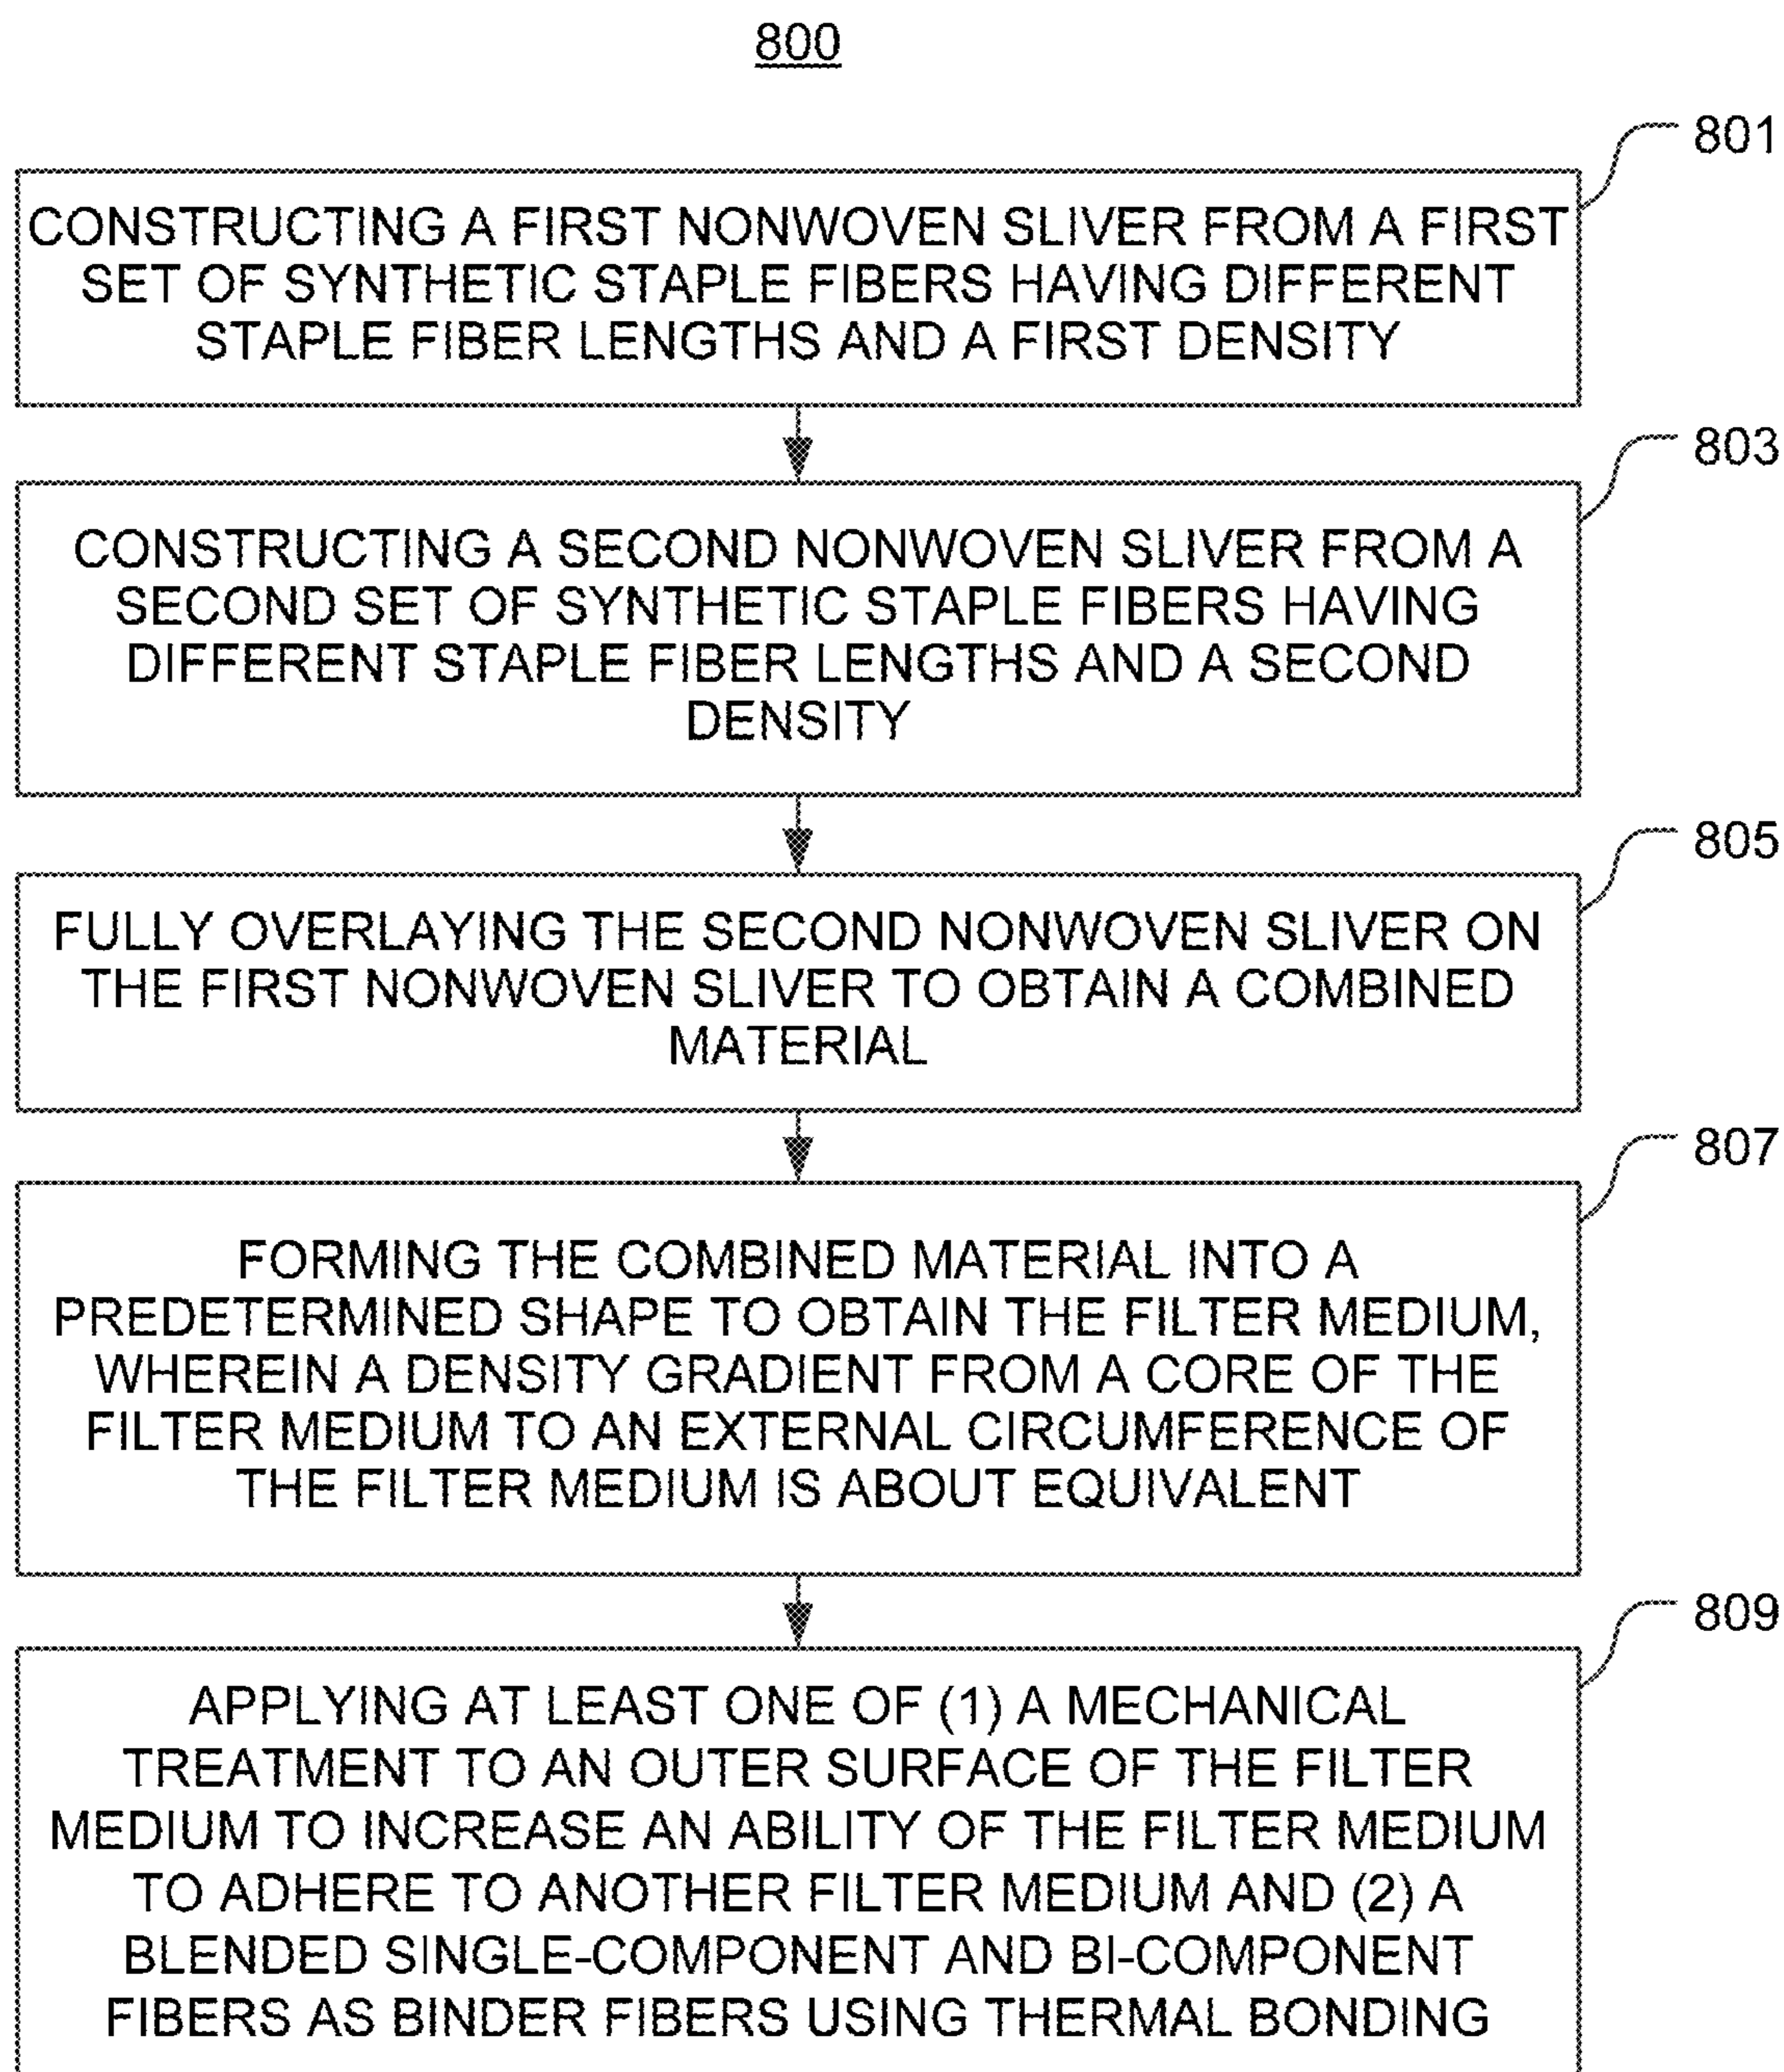 800
801
CONSTRUCTING A FIRST NONWOVEN SLIVER FROM A FIRST
SET OF SYNTHETIC STAPLE FIBERS HAVING DIFFERENT
STAPLE FIBER LENGTHS AND A FIRST DENSITY
803
CONSTRUCTING A SECOND NONWOVEN SLIVER FROM A
SECOND SET OF SYNTHETIC STAPLE FIBERS HAVING
DIFFERENT STAPLE FIBER LENGTHS AND A SECOND
DENSITY
805
FULLY OVERLAYING THE SECOND NONWOVEN SLIVER ON
THE FIRST NONWOVEN SLIVER TO OBTAIN A COMBINED
MATERIAL
807
FORMING THE COMBINED MATERIAL INTO A
PREDETERMINED SHAPE TO OBTAIN THE FILTER MEDIUM,
WHEREIN A DENSITY GRADIENT FROM A CORE OF THE
FILTER MEDIUM TO AN EXTERNAL CIRCUMFERENCE OF
THE FILTER MEDIUM IS ABOUT EQUIVALENT
809
APPLYING AT LEAST ONE OF (1) A MECHANICAL
TREATMENT TO AN OUTER SURFACE OF THE FILTER
MEDIUM TO INCREASE AN ABILITY OF THE FILTER MEDIUM
TO ADHERE TO ANOTHER FILTER MEDIUM AND (2) A
BLENDED SINGLE-COMPONENT AND BI-COMPONENT
FIBERS AS BINDER FIBERS USING THERMAL BONDING